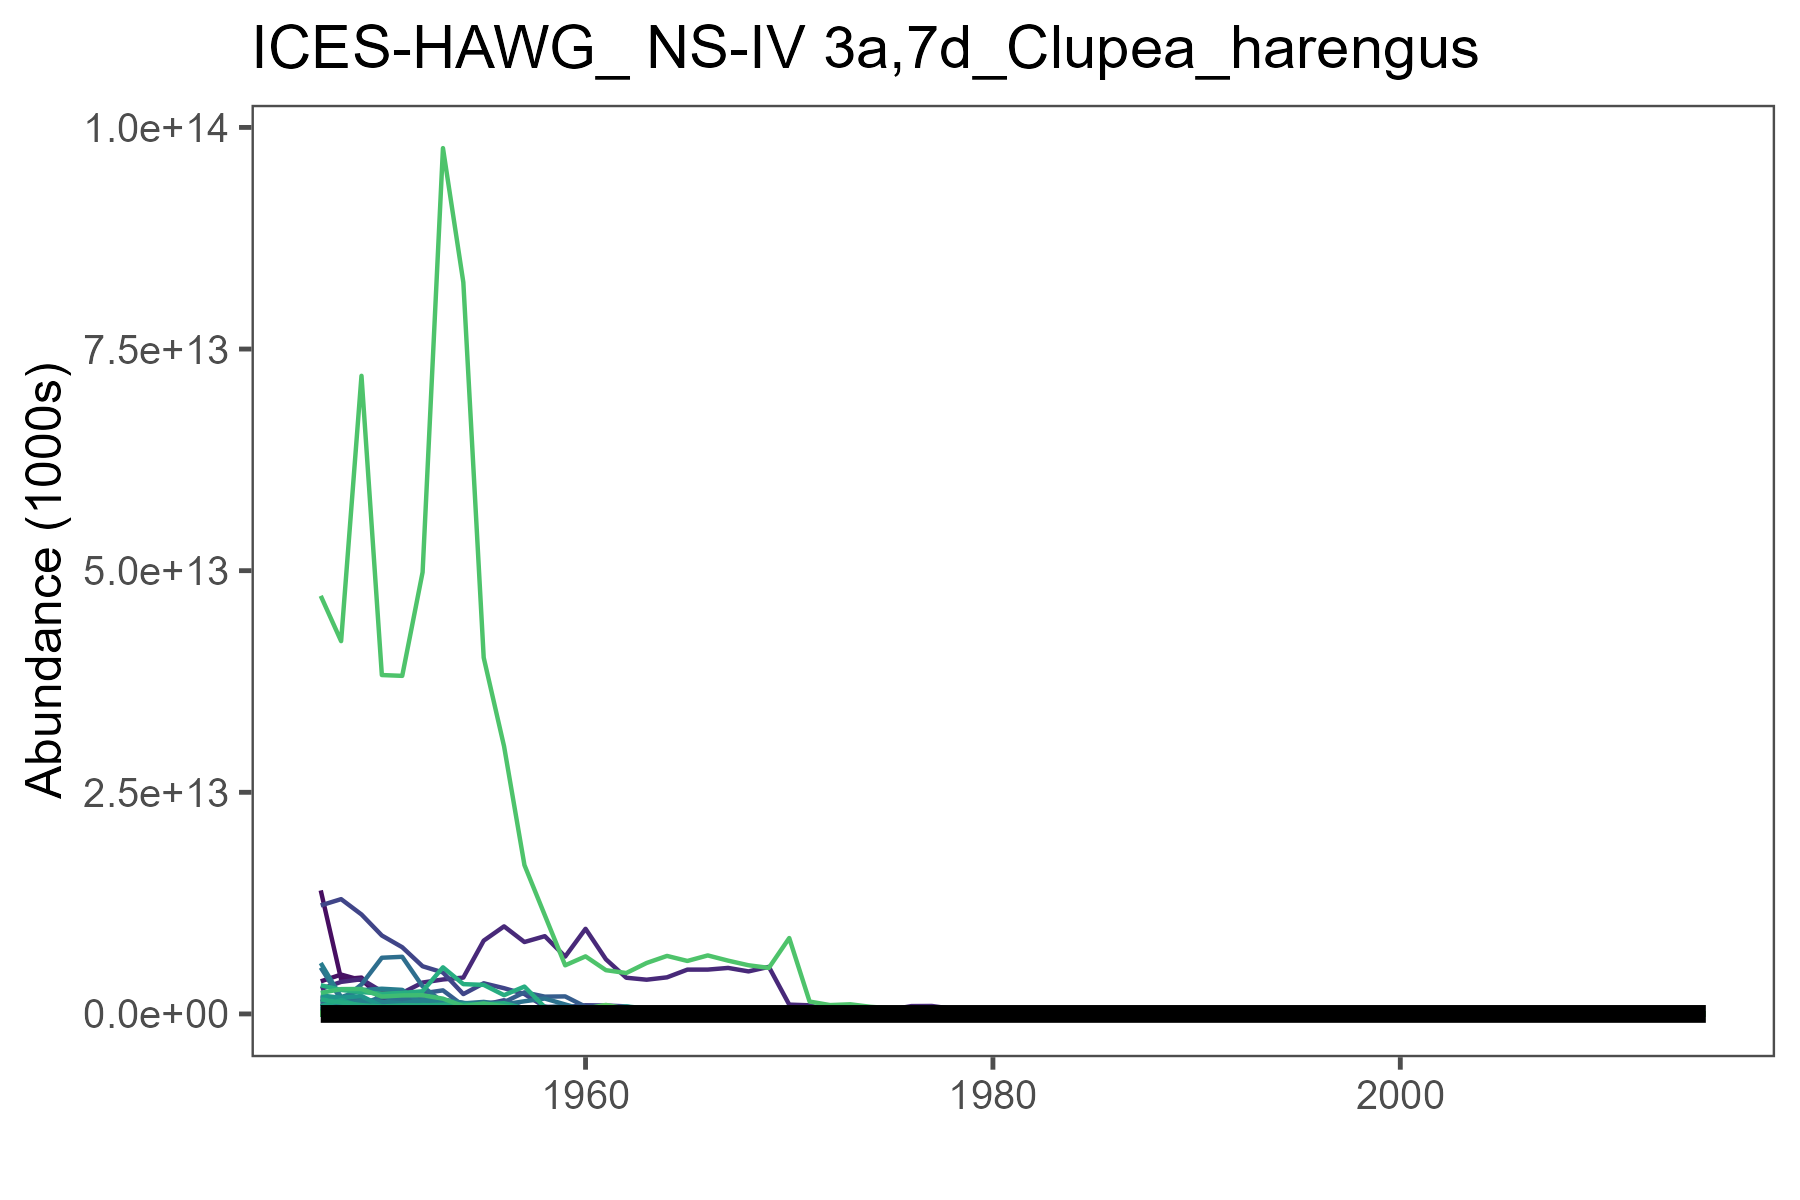 ICES-HAWG_ NS-IV 3a,7d_Clupea_harengus
Abundance (1000s)
1.0e+14
7.5e+13
5.0e+13
2.5e+13
0.0e+00
1960
1980
2000